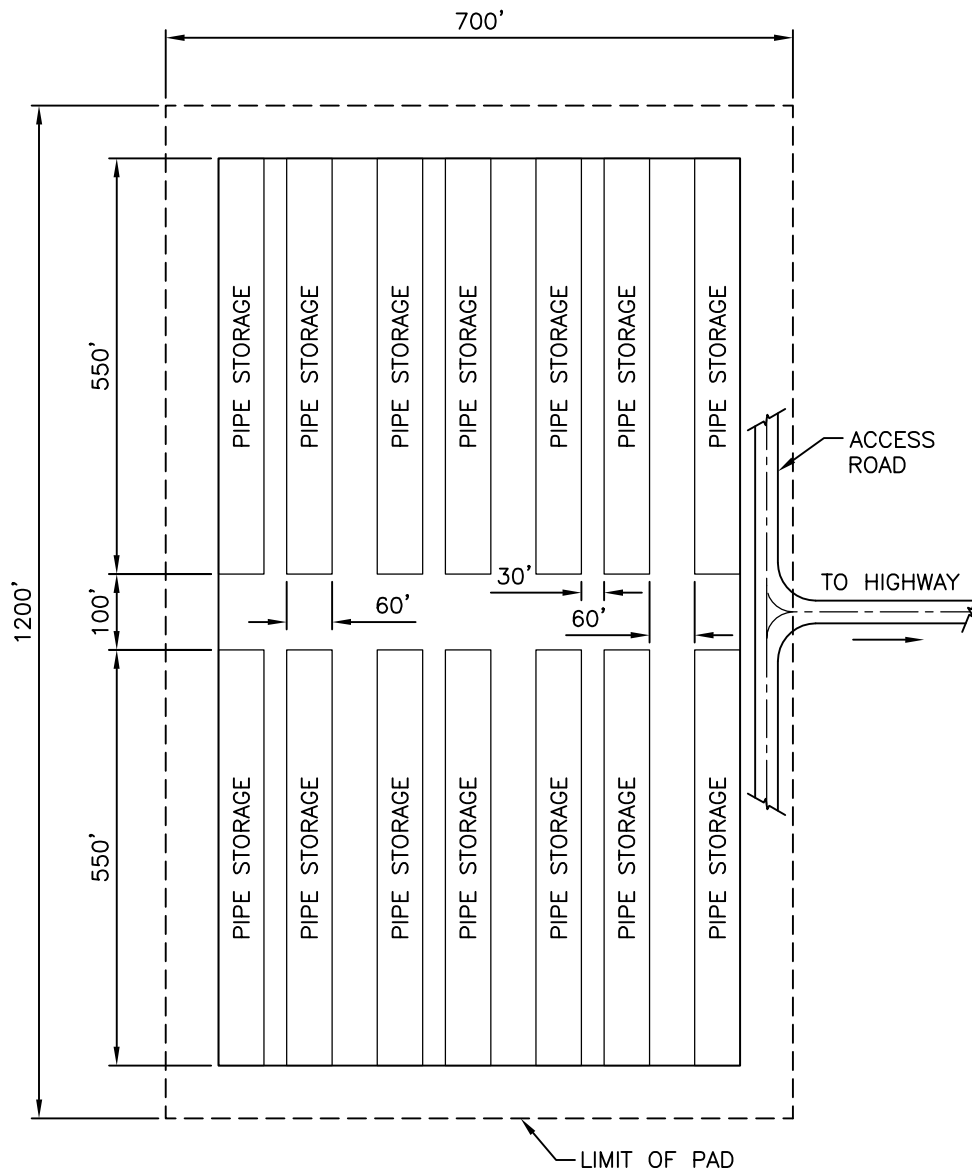 700'
1200'
550'
PIPE STORAGE
PIPE STORAGE
PIPE STORAGE
PIPE STORAGE
PIPE STORAGE
PIPE STORAGE
PIPE STORAGE
ACCESS
ROAD
100'
60'
30'
60'
TO HIGHWAY
550'
PIPE STORAGE
PIPE STORAGE
PIPE STORAGE
PIPE STORAGE
PIPE STORAGE
PIPE STORAGE
PIPE STORAGE
LIMIT OF PAD